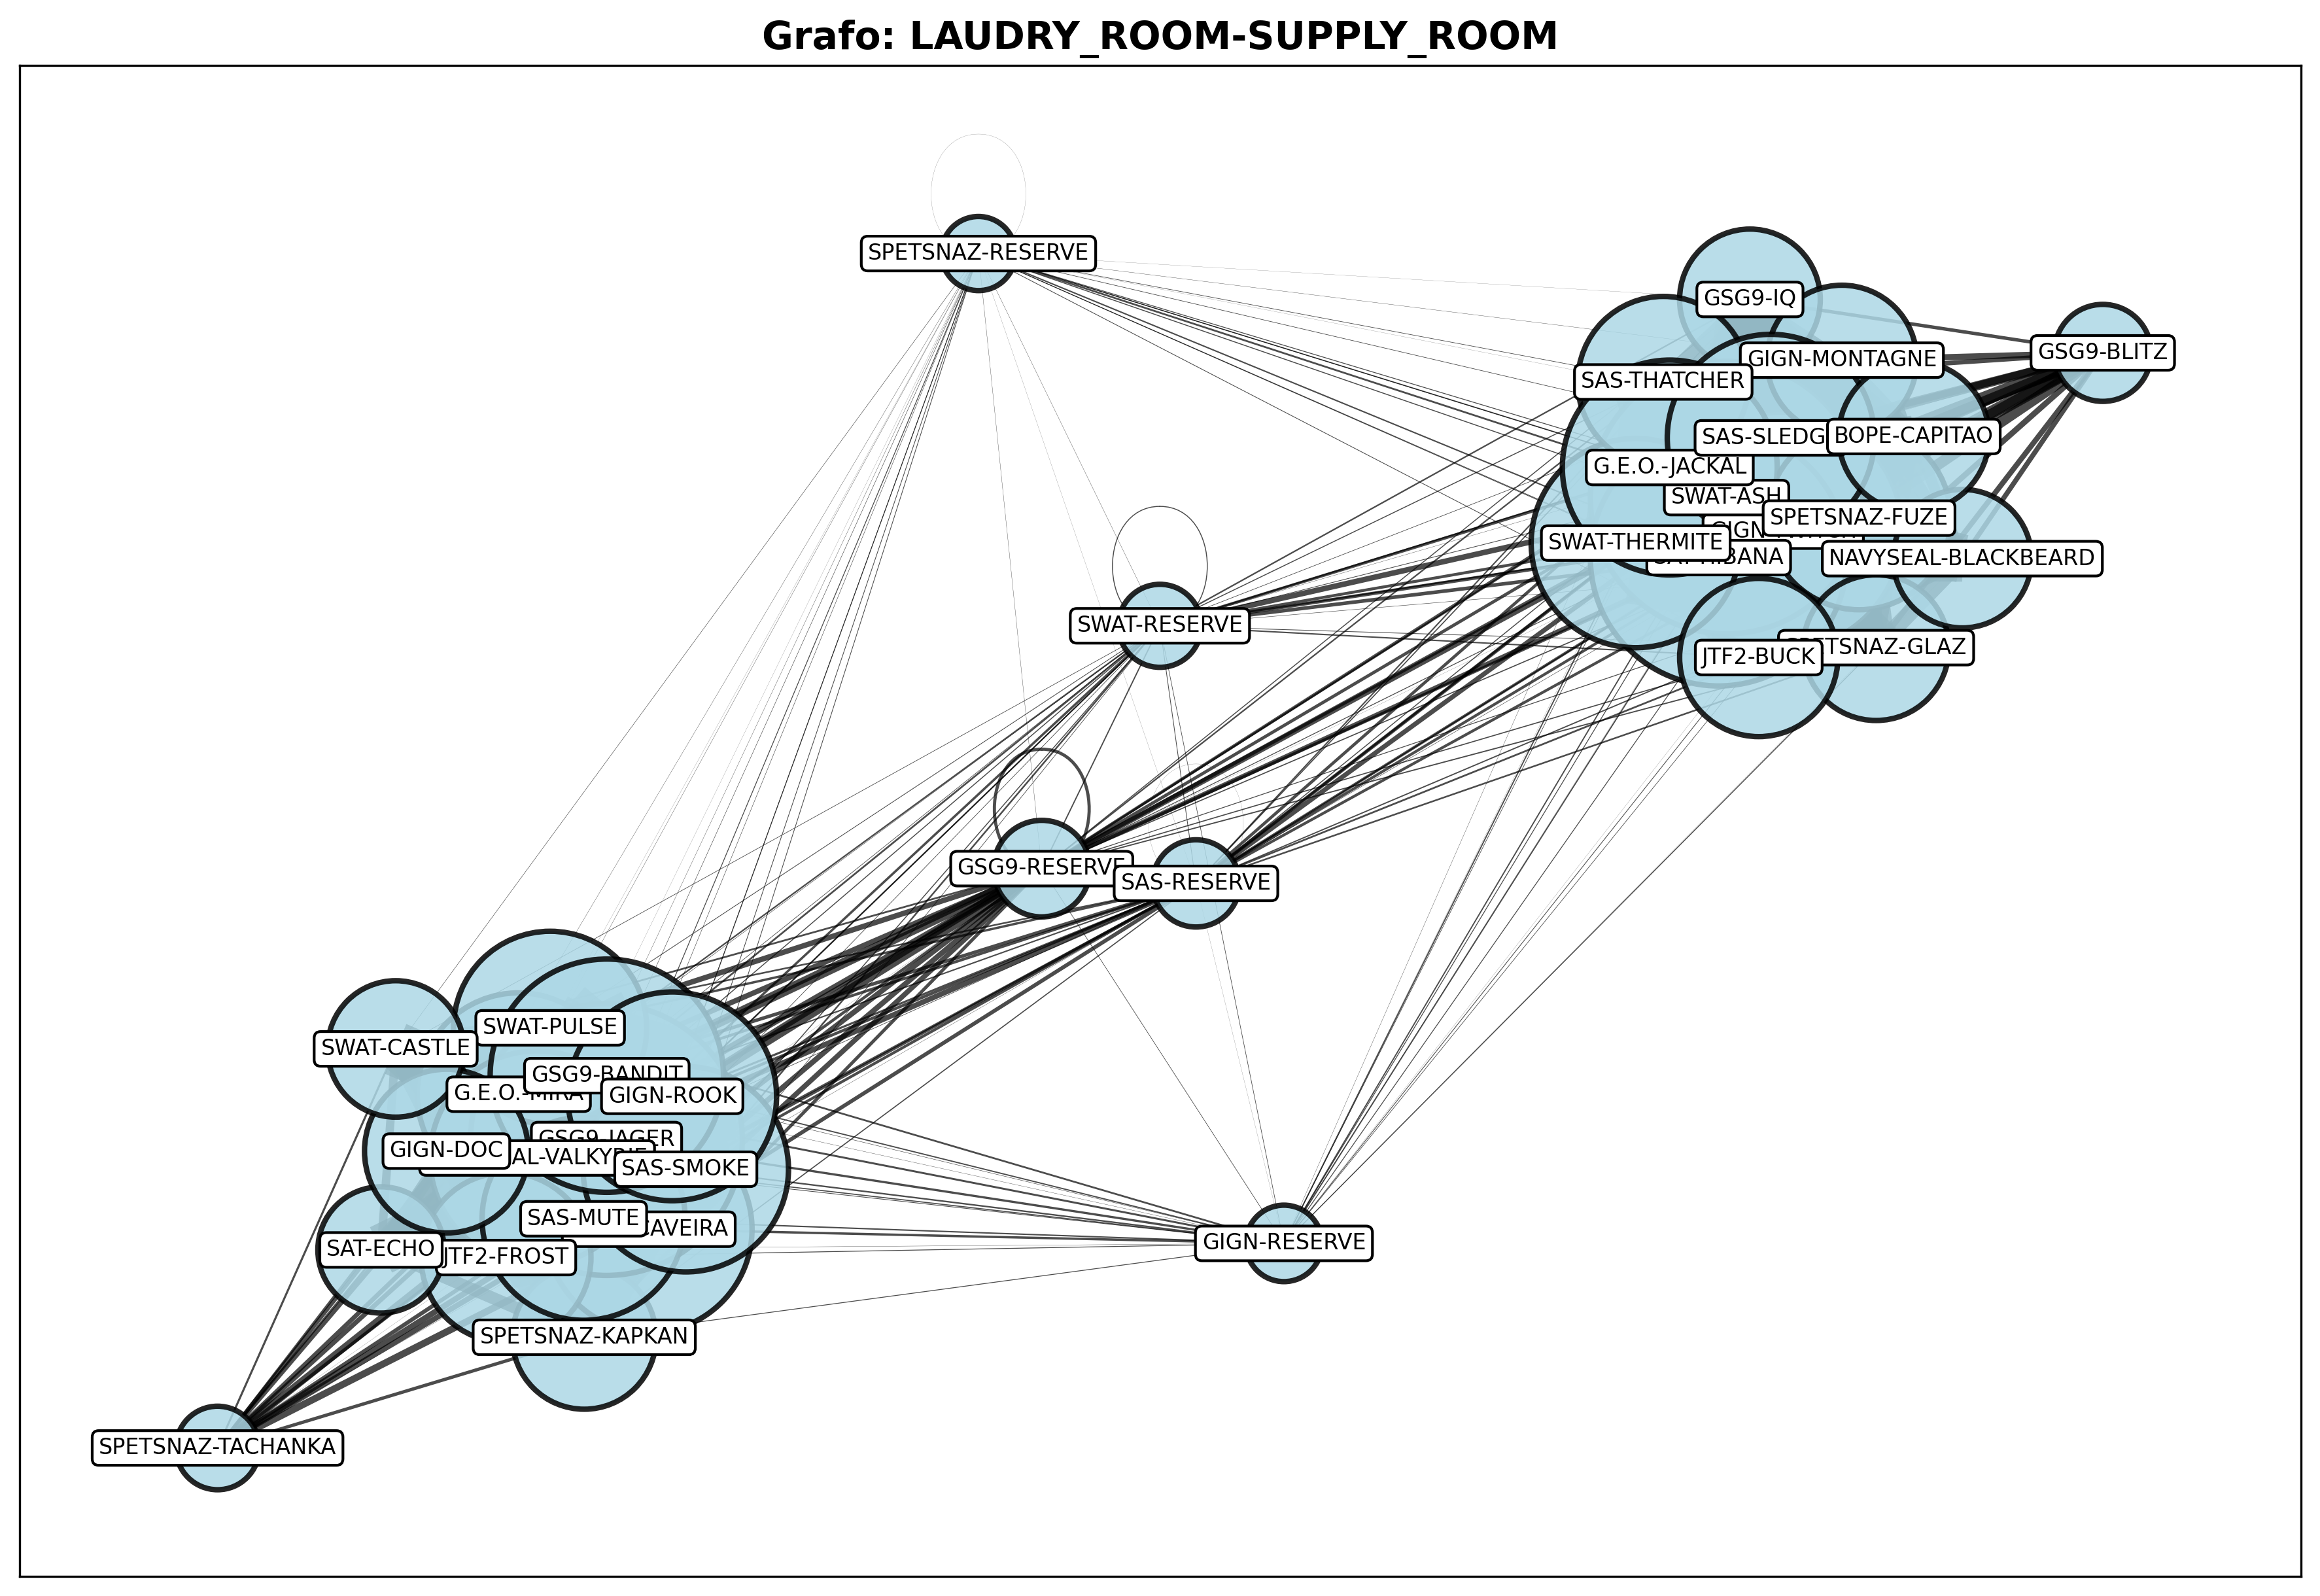 Grafo: LAUDRY_ROOM-SUPPLY_ROOM
SPETSNAZ-RESERVE
GSG9-IQ
GSG9-BLITZ
GIGN-MONTAGNE
SAS-THATCHER
SAS-SLEDG
BOPE-CAPITAO
G.E.O.-JACKAL
SWAT-ASH
SPETSNAZ-FUZE
GIGN
SWAT-THERMITE
IBANA
NAVYSEAL-BLACKBEARD
SWAT-RESERVE
TSNAZ-GLAZ
JTF2-BUCK
GSG9-RESERVE
SAS-RESERVE
SWAT-PULSE
SWAT-CASTLE
GSG9-BANDIT
G.E.O.-MIRA
GIGN-ROOK
GSG9-JAGER
GIGN-DOC
AL-VALKYRIE
SAS-SMOKE
SAS-MUTE
CAVEIRA
GIGN-RESERVE
SAT-ECHO
JTF2-FROST
SPETSNAZ-KAPKAN
SPETSNAZ-TACHANKA